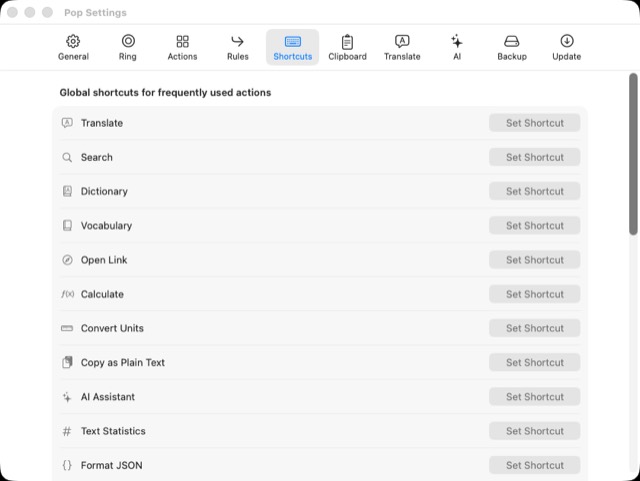 Pop Settings
General
Ring
Actions
Rules
Shortcuts
Clipboard
Translate
AI
Backup
Update
Global shortcuts for frequently used actions
Translate Set Shortcut
Search Set Shortcut
Dictionary Set Shortcut
Vocabulary Set Shortcut
Open Link Set Shortcut
f(x) Calculate Set Shortcut
Convert Units Set Shortcut
Copy as Plain Text Set Shortcut
AI Assistant Set Shortcut
# Text Statistics Set Shortcut
{} Format JSON Set Shortcut